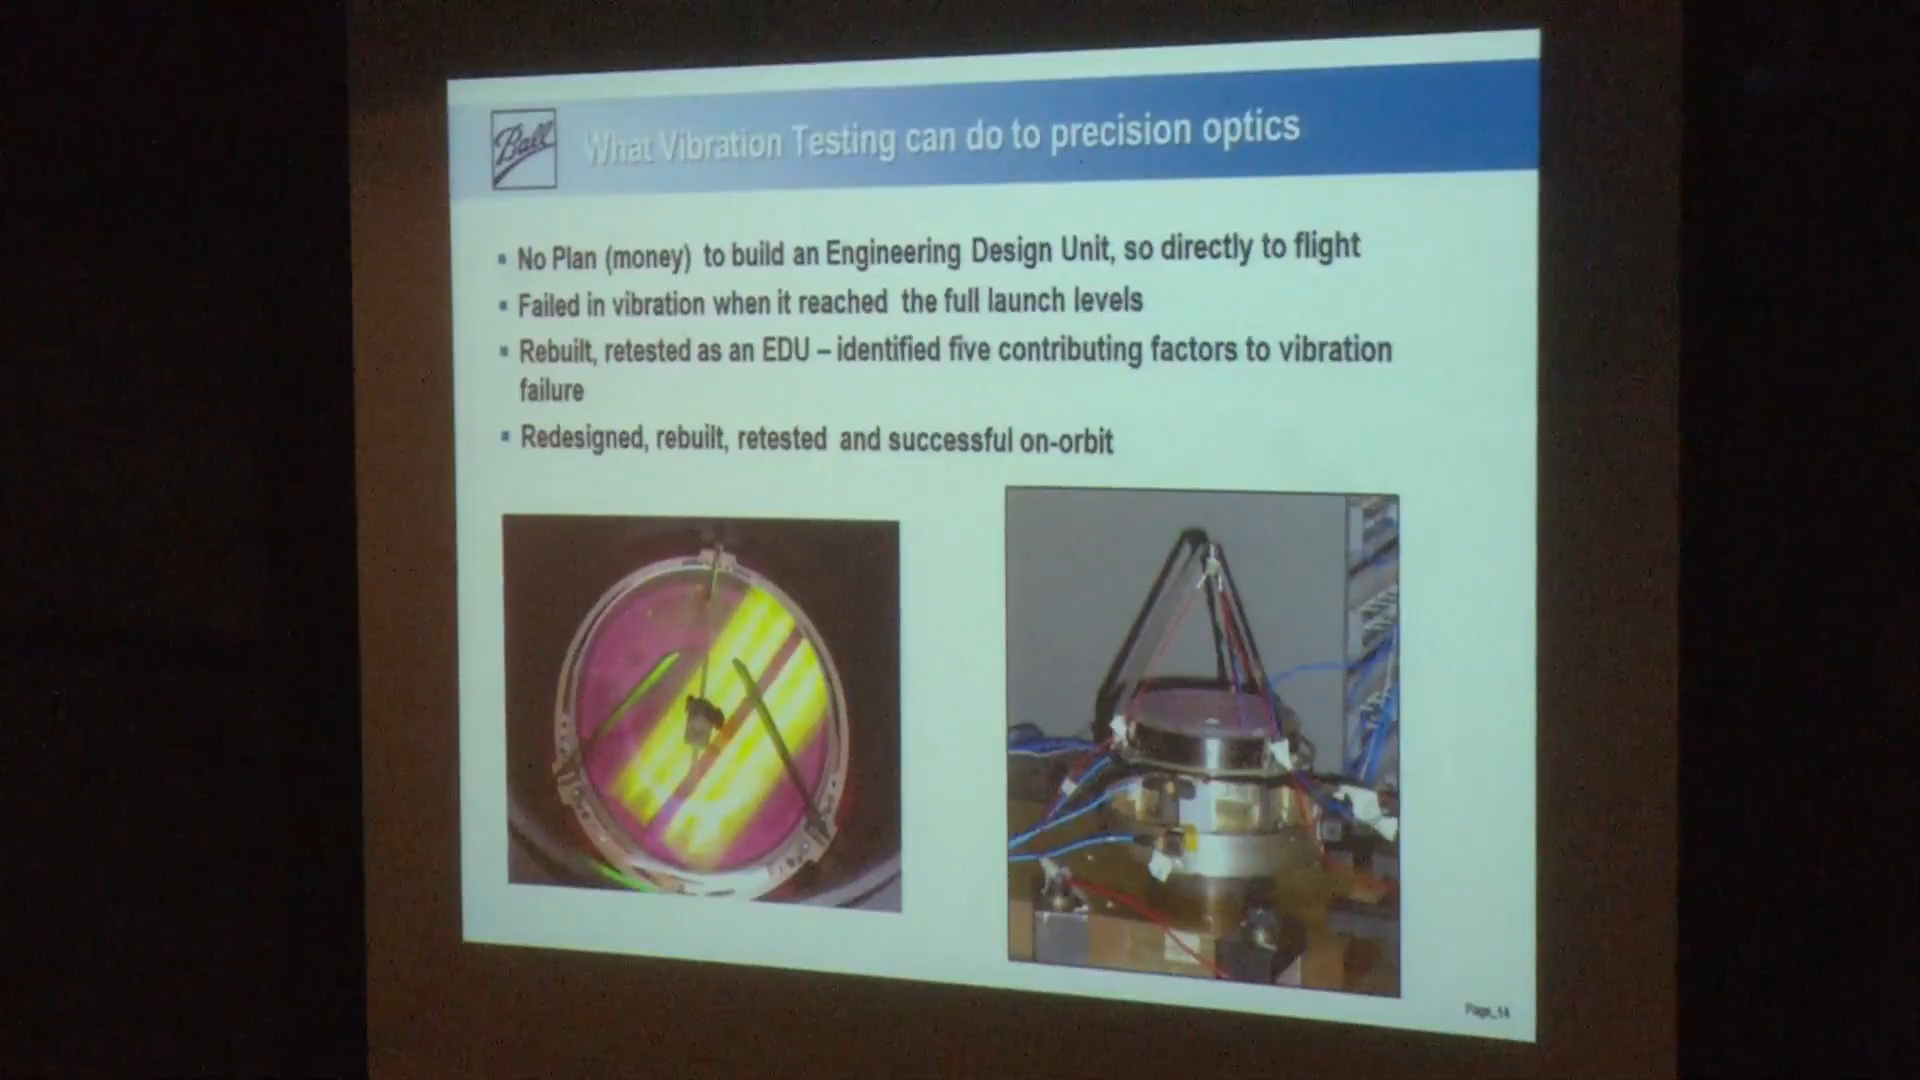 Ball
What Vibration Testing can do to precision optics
▪ No Plan (money) to build an Engineering Design Unit, so directly to flight
▪ Failed in vibration when it reached the full launch levels
▪ Rebuilt, retested as an EDU – identified five contributing factors to vibration
failure
▪ Redesigned, rebuilt, retested and successful on-orbit
Page_14